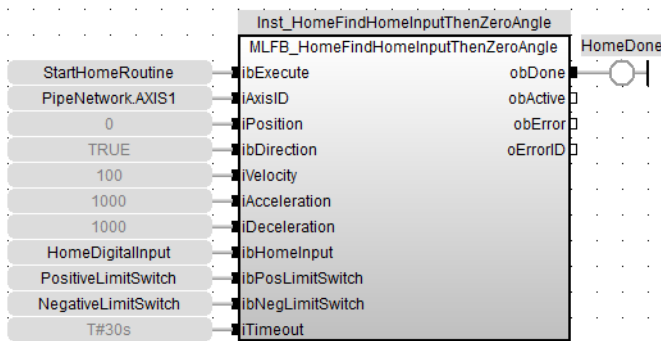 Inst_HomeFindHomeInputThenZeroAngle
MLFB_HomeFindHomeInputThenZeroAngle HomeDone
StartHomeRoutine ibExecute obDone
PipeNetwork.AXIS1 iAxisID obActive
0 iPosition obError
TRUE ibDirection oErrorID
100 iVelocity
1000 iAcceleration
1000 iDeceleration
HomeDigitalInput ibHomeInput
PositiveLimitSwitch ibPosLimitSwitch
NegativeLimitSwitch ibNegLimitSwitch
T#30s iTimeout